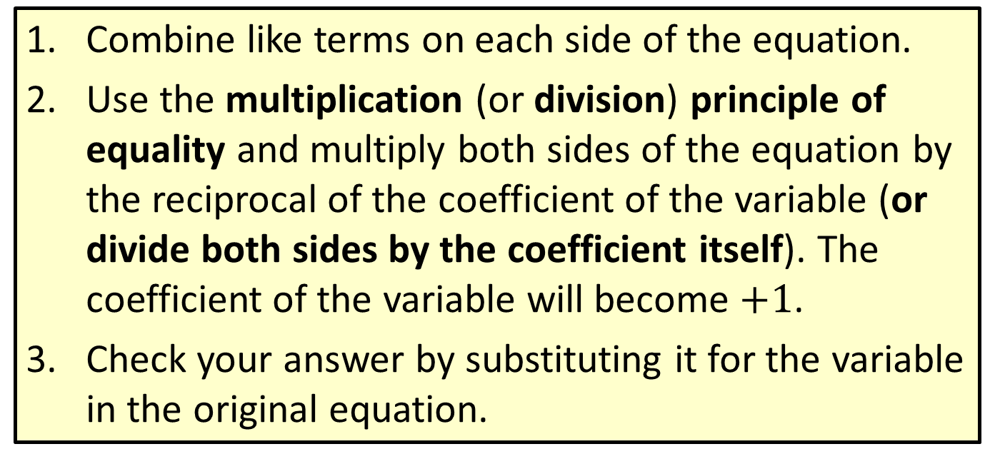 1. Combine like terms on each side of the equation.
2. Use the multiplication (or division) principle of
equality and multiply both sides of the equation by
the reciprocal of the coefficient of the variable (or
divide both sides by the coefficient itself). The
coefficient of the variable will become +1.
3. Check your answer by substituting it for the variable
in the original equation.